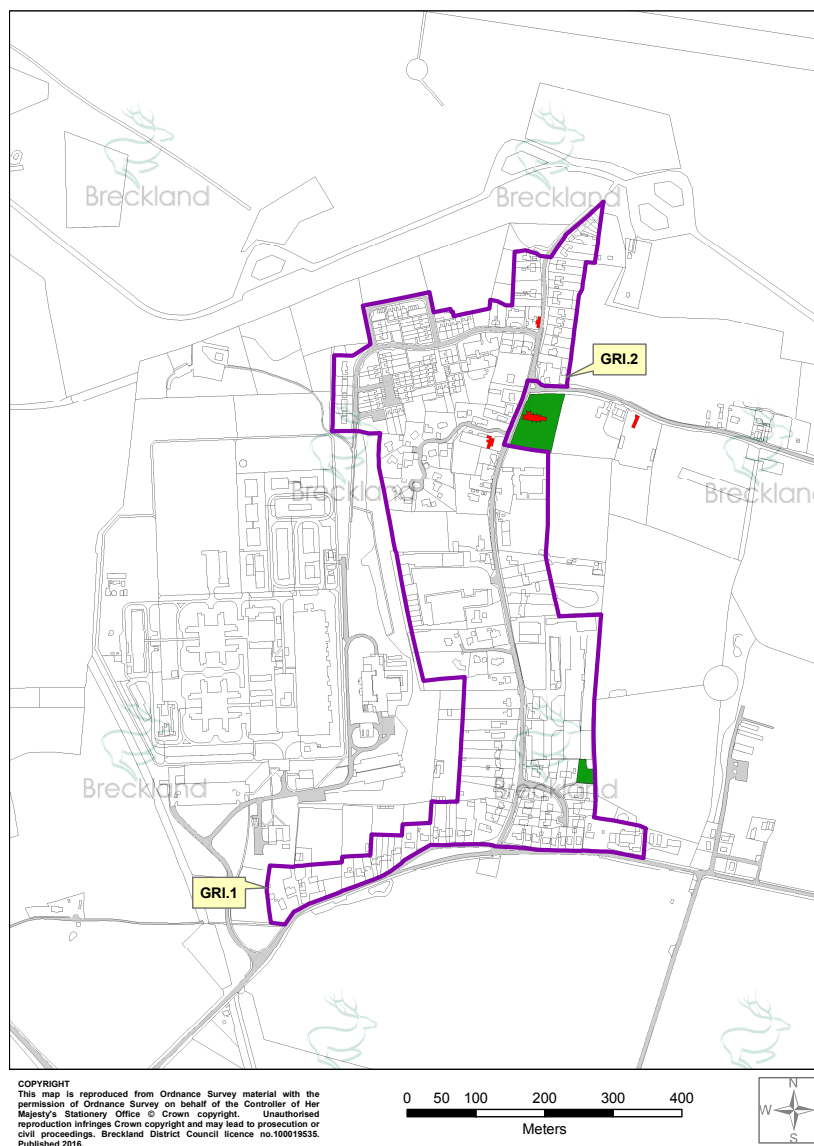 Breckland
Breckland
GRI.2
Breckland
Breckland
Breckland
Breckland
GRI.1
COPYRIGHT
This map is reproduced from Ordnance Survey material with the
permission of Ordnance Survey on behalf of the Controller of Her
Majesty's Stationery Office © Crown copyright. Unauthorised
reproduction infringes Crown copyright and may lead to prosecution or
civil proceedings. Breckland District Council licence no.100019535.
Published 2016.
0 50 100 200 300 400
Meters
N
W E
S